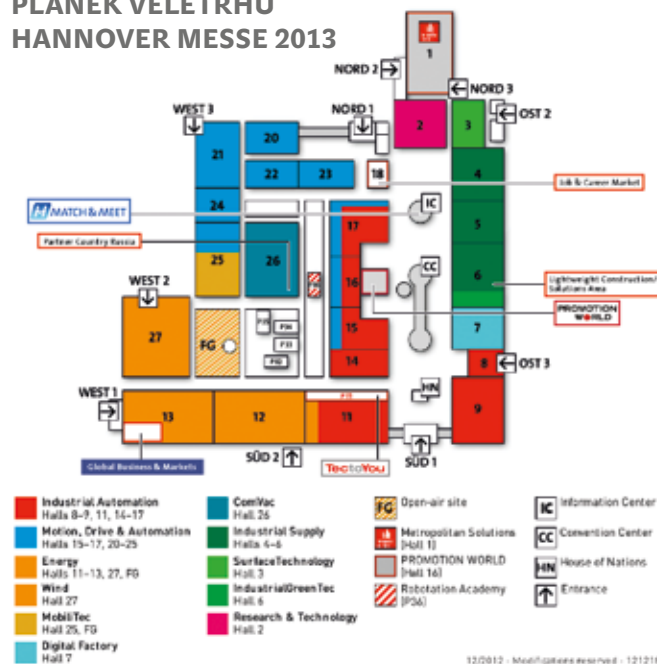 PLÁNEK VELETRHU
HANNOVER MESSE 2013
NORD 2
1
NORD 3
WEST 3
NORD 1
OST 2
20
2
3
21
22
23
18
4
Job & Career Market
IC
MATCH & MEET
24
17
5
Partner Country Russia
25
26
CC
16
6
Lightweight Construction/
Solutions Area
WEST 2
PROMOTION
WORLD
27
FG
15
7
14
8
OST 3
WEST 1
HN
13
12
11
9
Global Business & Markets
SÜD 2
TectoYou
SÜD 1
Industrial Automation
Halls 8–9, 11, 14–17
Motion, Drive & Automation
Halls 15–17, 20–25
Energy
Halls 11–13, 27, FG
Wind
Hall 27
MobiliTec
Hall 25, FG
Digital Factory
Hall 7
ComVac
Hall 26
Industrial Supply
Halls 4–6
SurfaceTechnology
Hall 3
IndustrialGreenTec
Hall 6
Research & Technology
Hall 2
FG
Open-air site
Metropolitan Solutions
(Hall 1)
PROMOTION WORLD
(Hall 16)
Robotation Academy
(P36)
IC
Information Center
CC
Convention Center
HN
House of Nations
Entrance
12/2012 - Modifications reserved -